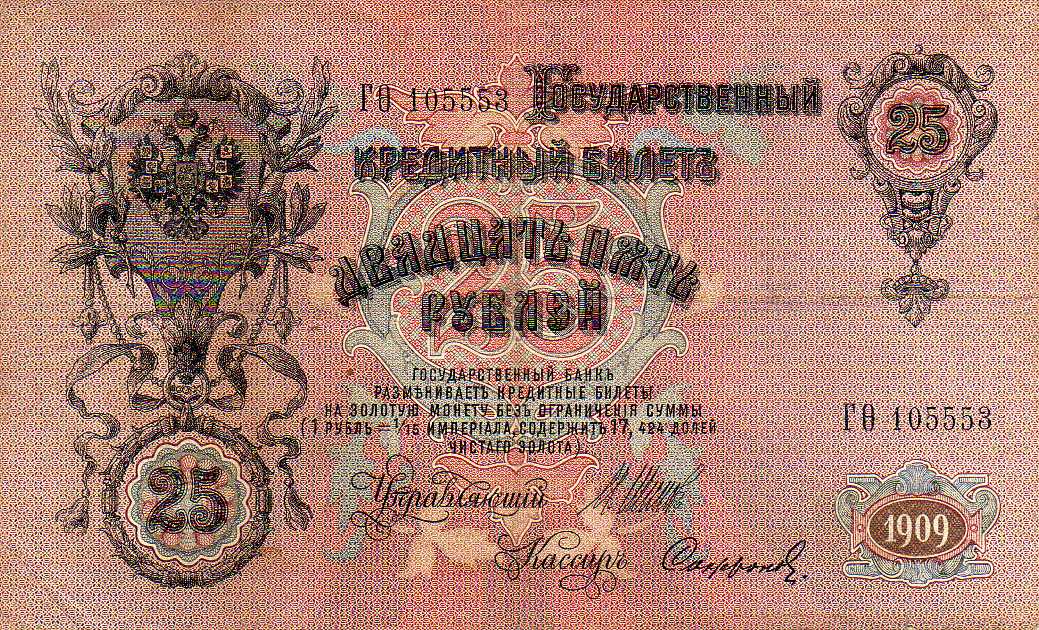 ГѲ 105553 Государственный
25
Кредитный Билетъ
Двадцать пять
рублей
25
Государственный Банкъ
размѣниваетъ кредитные билеты
на золотую монету безъ ограниченія суммы
(1 рубль = 1/15 имперіала, содержитъ 17,424 долей
чистаго золота).
ГѲ 105553
25
Управляющій
1909
Кассиръ Сафроновъ.